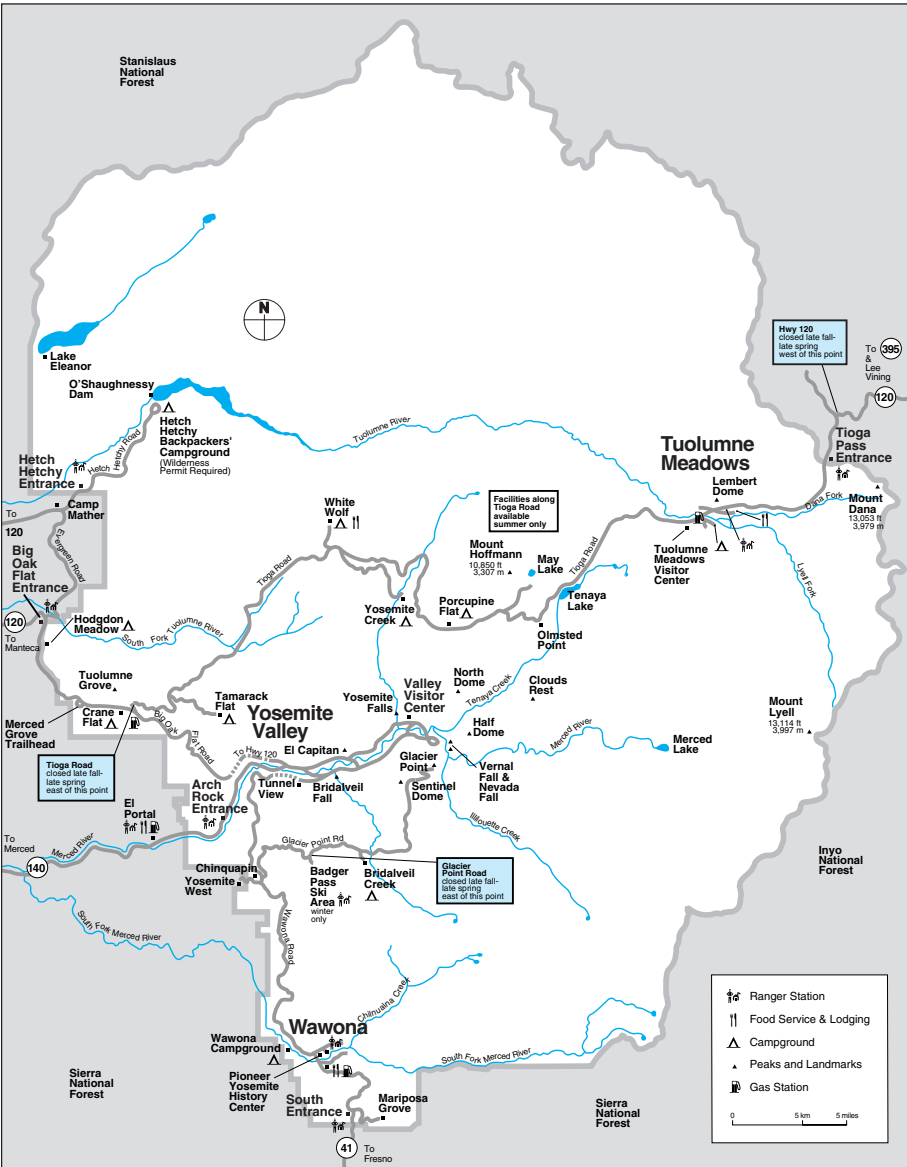 Stanislaus
National
Forest
N
Hwy 120
closed late fall-
late spring
west of this point
To 395
&
Lee
Vining
120
Lake
Eleanor
O'Shaughnessy
Dam
Hetch
Hetchy
Backpackers'
Campground
(Wilderness
Permit Required)
Hetch Hetchy Road
Hetch
Hetchy
Entrance
Tuolumne River
Tuolumne
Meadows
Tioga
Pass
Entrance
Lembert
Dome
Dana Fork
Mount
Dana
13,053 ft
3,979 m
Camp
Mather
To
120
Evergreen Road
White
Wolf
Facilities along
Tioga Road
available
summer only
Tioga Road
Tioga Road
Mount
Hoffmann
10,850 ft
3,307 m
May
Lake
Tuolumne
Meadows
Visitor
Center
Lyell Fork
Big
Oak
Flat
Entrance
120
To
Manteca
Hodgdon
Meadow
South Fork Tuolumne River
Yosemite
Creek
Porcupine
Flat
Tenaya
Lake
Olmsted
Point
Tuolumne
Grove
Crane
Flat
Merced
Grove
Trailhead
Tamarack
Flat
Big Oak Flat Road
Yosemite
Valley
Yosemite
Falls
Valley
Visitor
Center
North
Dome
Tenaya Creek
Clouds
Rest
Half
Dome
Merced River
Merced
Lake
Mount
Lyell
13,114 ft
3,997 m
Tioga Road
closed late fall-
late spring
east of this point
To Hwy 120
El Capitan
Glacier
Point
Vernal
Fall &
Nevada
Fall
Sentinel
Dome
Bridalveil
Fall
Tunnel
View
Arch
Rock
Entrance
El
Portal
To
Merced
140
Merced River
Illilouette Creek
Glacier Point Rd
Chinquapin
Yosemite
West
Badger
Pass
Ski
Area
winter
only
Bridalveil
Creek
Glacier
Point Road
closed late fall-
late spring
east of this point
Inyo
National
Forest
South Fork Merced River
Wawona Road
Chilnualna Creek
Wawona
Wawona
Campground
Pioneer
Yosemite
History
Center
South Fork Merced River
South
Entrance
Mariposa
Grove
Sierra
National
Forest
Sierra
National
Forest
41
To
Fresno
Ranger Station
Food Service & Lodging
Campground
Peaks and Landmarks
Gas Station
0 5 km 5 miles